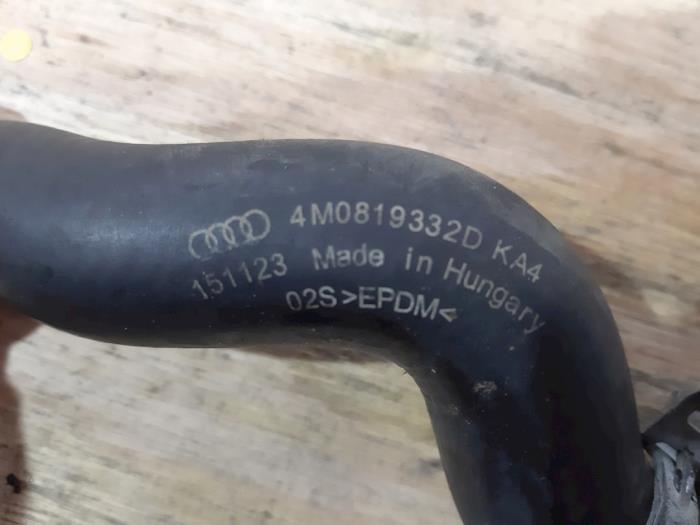 4M0819332D KA4
151123 Made in Hungary
02S>EPDM<